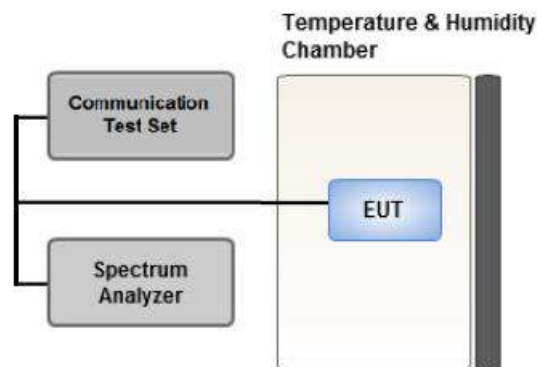 Temperature & Humidity
Chamber
Communication
Test Set
EUT
Spectrum
Analyzer